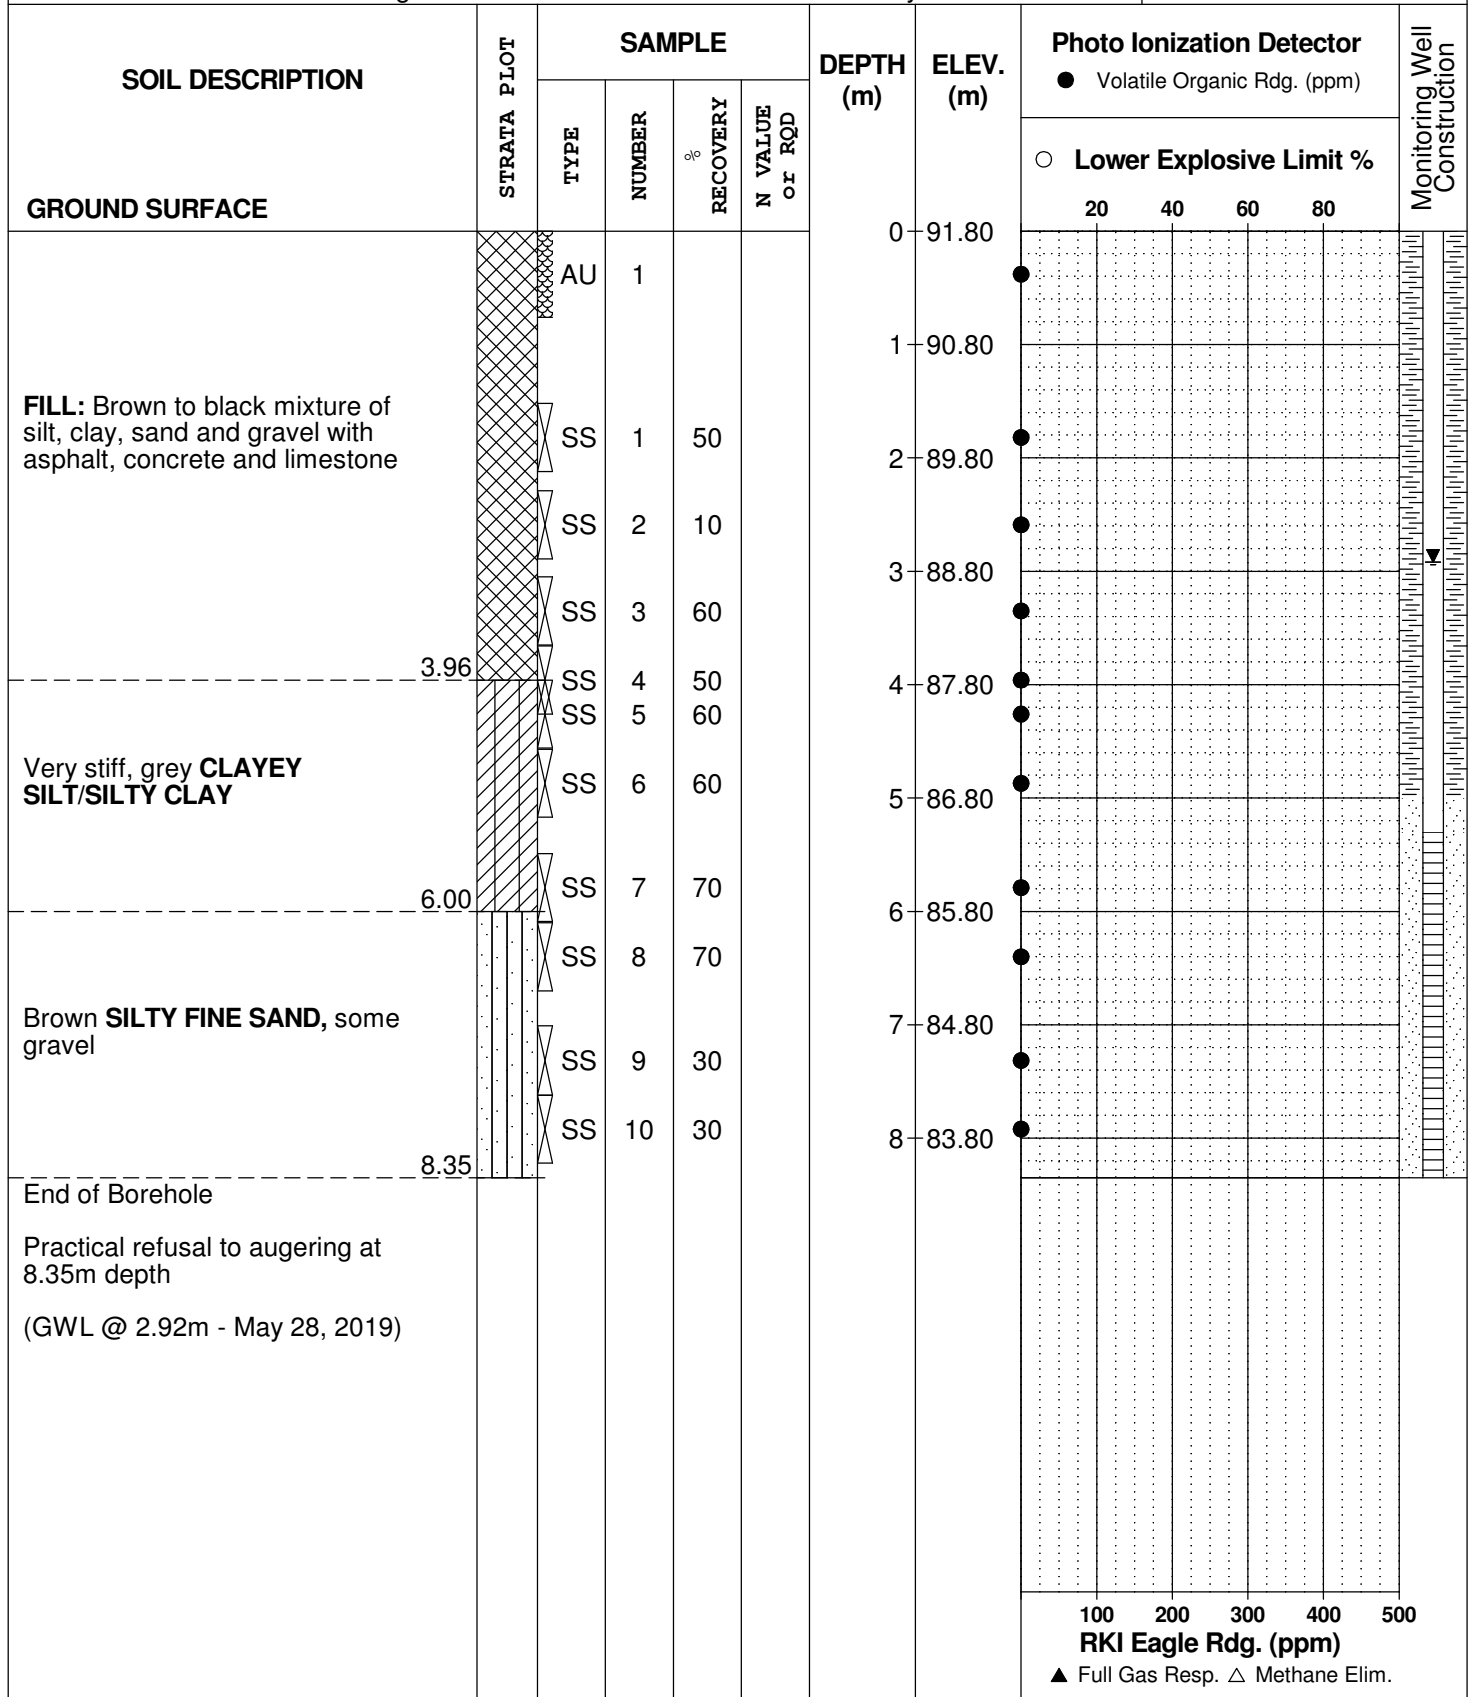 SOIL DESCRIPTION
GROUND SURFACE
STRATA PLOT
SAMPLE
TYPE
NUMBER
%
RECOVERY
N VALUE
or RQD
DEPTH
(m)
ELEV.
(m)
Photo Ionization Detector
● Volatile Organic Rdg. (ppm)
○ Lower Explosive Limit %
20 40 60 80
Monitoring Well
Construction
0 91.80
AU 1
1 90.80
FILL: Brown to black mixture of
silt, clay, sand and gravel with
asphalt, concrete and limestone
SS 1 50
2 89.80
SS 2 10
3 88.80
SS 3 60
3.96
SS 4 50
4 87.80
SS 5 60
Very stiff, grey CLAYEY
SILT/SILTY CLAY
SS 6 60
5 86.80
SS 7 70
6.00
6 85.80
SS 8 70
Brown SILTY FINE SAND, some
gravel
7 84.80
SS 9 30
SS 10 30
8 83.80
8.35
End of Borehole
Practical refusal to augering at
8.35m depth
(GWL @ 2.92m - May 28, 2019)
100 200 300 400 500
RKI Eagle Rdg. (ppm)
▲ Full Gas Resp. △ Methane Elim.